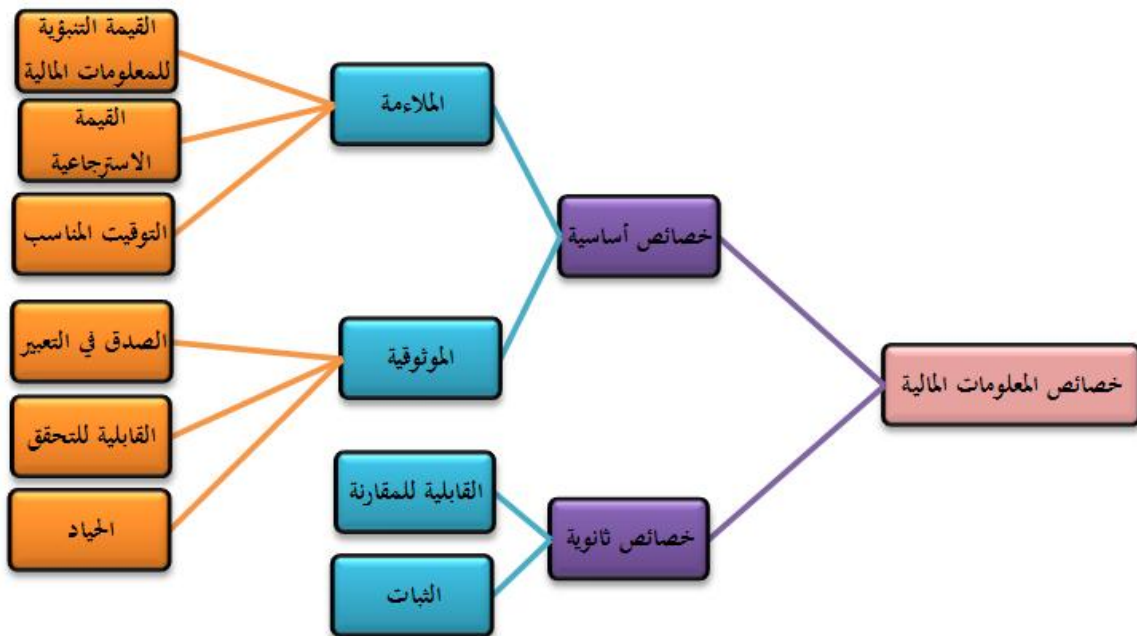 خصائص المعلومات المالية
خصائص أساسية
الملاءمة
القيمة التنبؤية
للمعلومات المالية
القيمة
الاسترجاعية
التوقيت المناسب
الموثوقية
الصدق في التعبير
القابلية للتحقق
الحياد
خصائص ثانوية
القابلية للمقارنة
الثبات